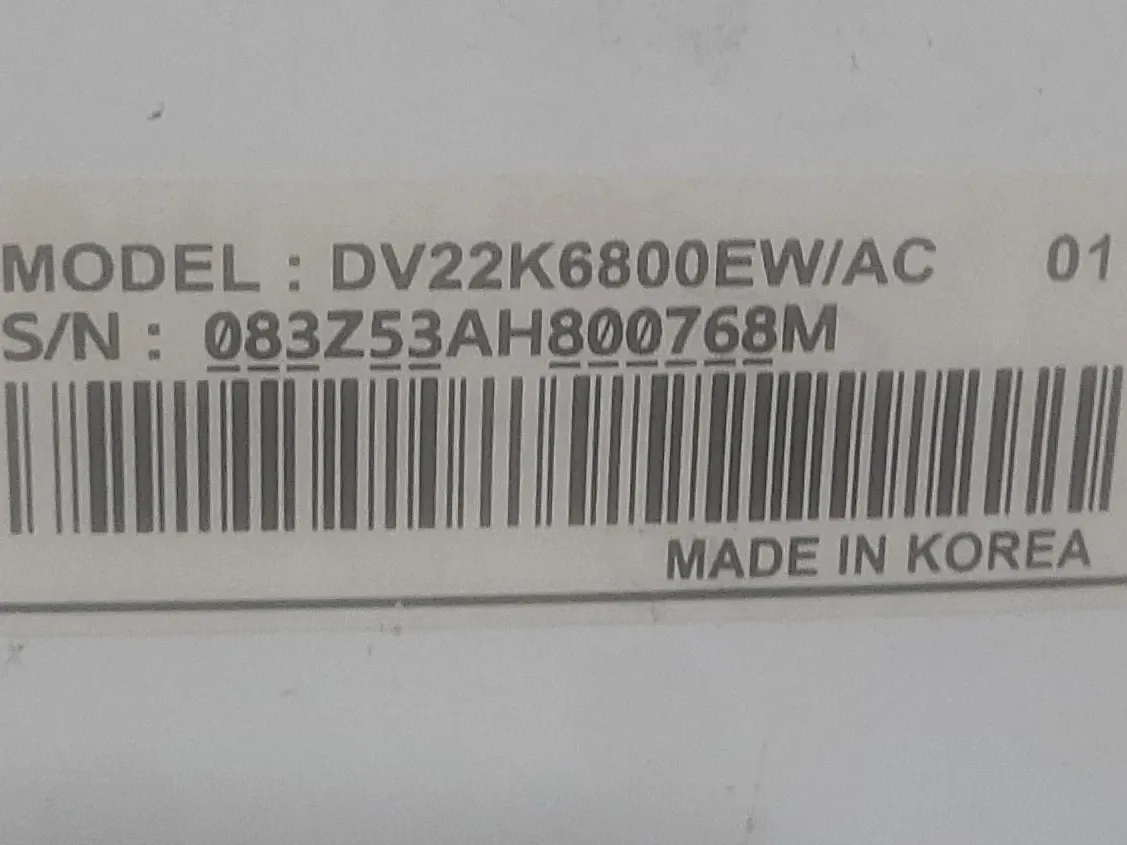 MODEL : DV22K6800EW/AC 01
S/N : 083Z53AH800768M
MADE IN KOREA